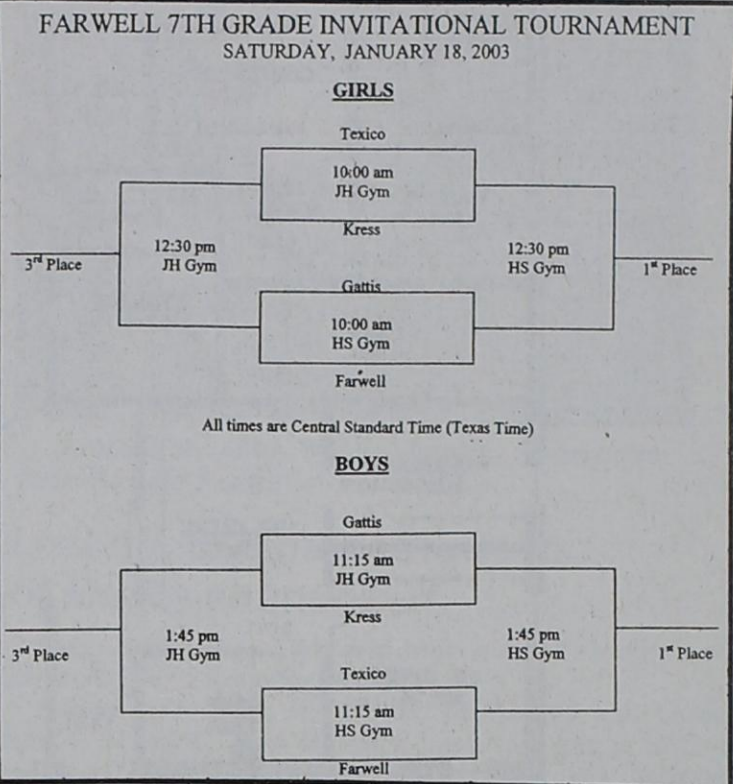 FARWELL 7TH GRADE INVITATIONAL TOURNAMENT
SATURDAY, JANUARY 18, 2003
GIRLS
Texico
10:00 am
JH Gym
Kress
12:30 pm
JH Gym
12:30 pm
HS Gym
3rd Place
1st Place
Gattis
10:00 am
HS Gym
Farwell
All times are Central Standard Time (Texas Time)
BOYS
Gattis
11:15 am
JH Gym
Kress
1:45 pm
JH Gym
1:45 pm
HS Gym
3rd Place
1st Place
Texico
11:15 am
HS Gym
Farwell